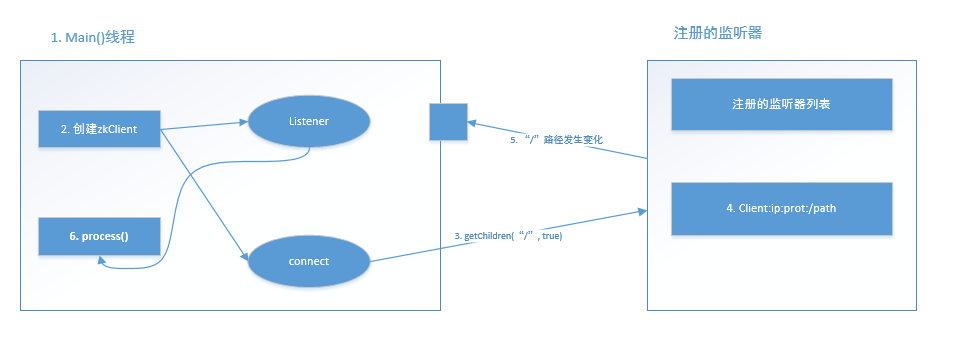 1. Main()线程
注册的监听器
2. 创建zkClient
Listener
注册的监听器列表
5.“/”路径发生变化
6. process()
4. Client:ip:prot:/path
3. getChildren(“/”, true)
connect